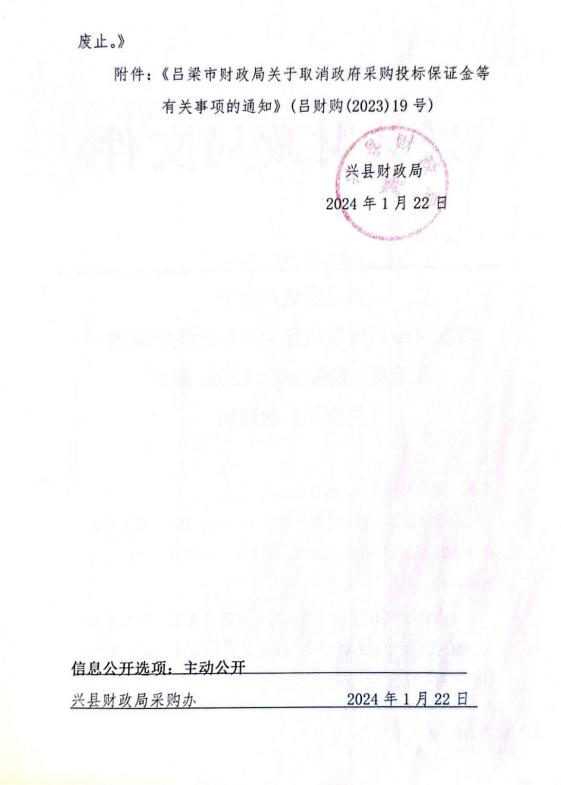 废止。》
附件：《吕梁市财政局关于取消政府采购投标保证金等
有关事项的通知》(吕财购(2023)19号)
兴县财政局
2024年1月22日
信息公开选项：主动公开
兴县财政局采购办 2024年1月22日